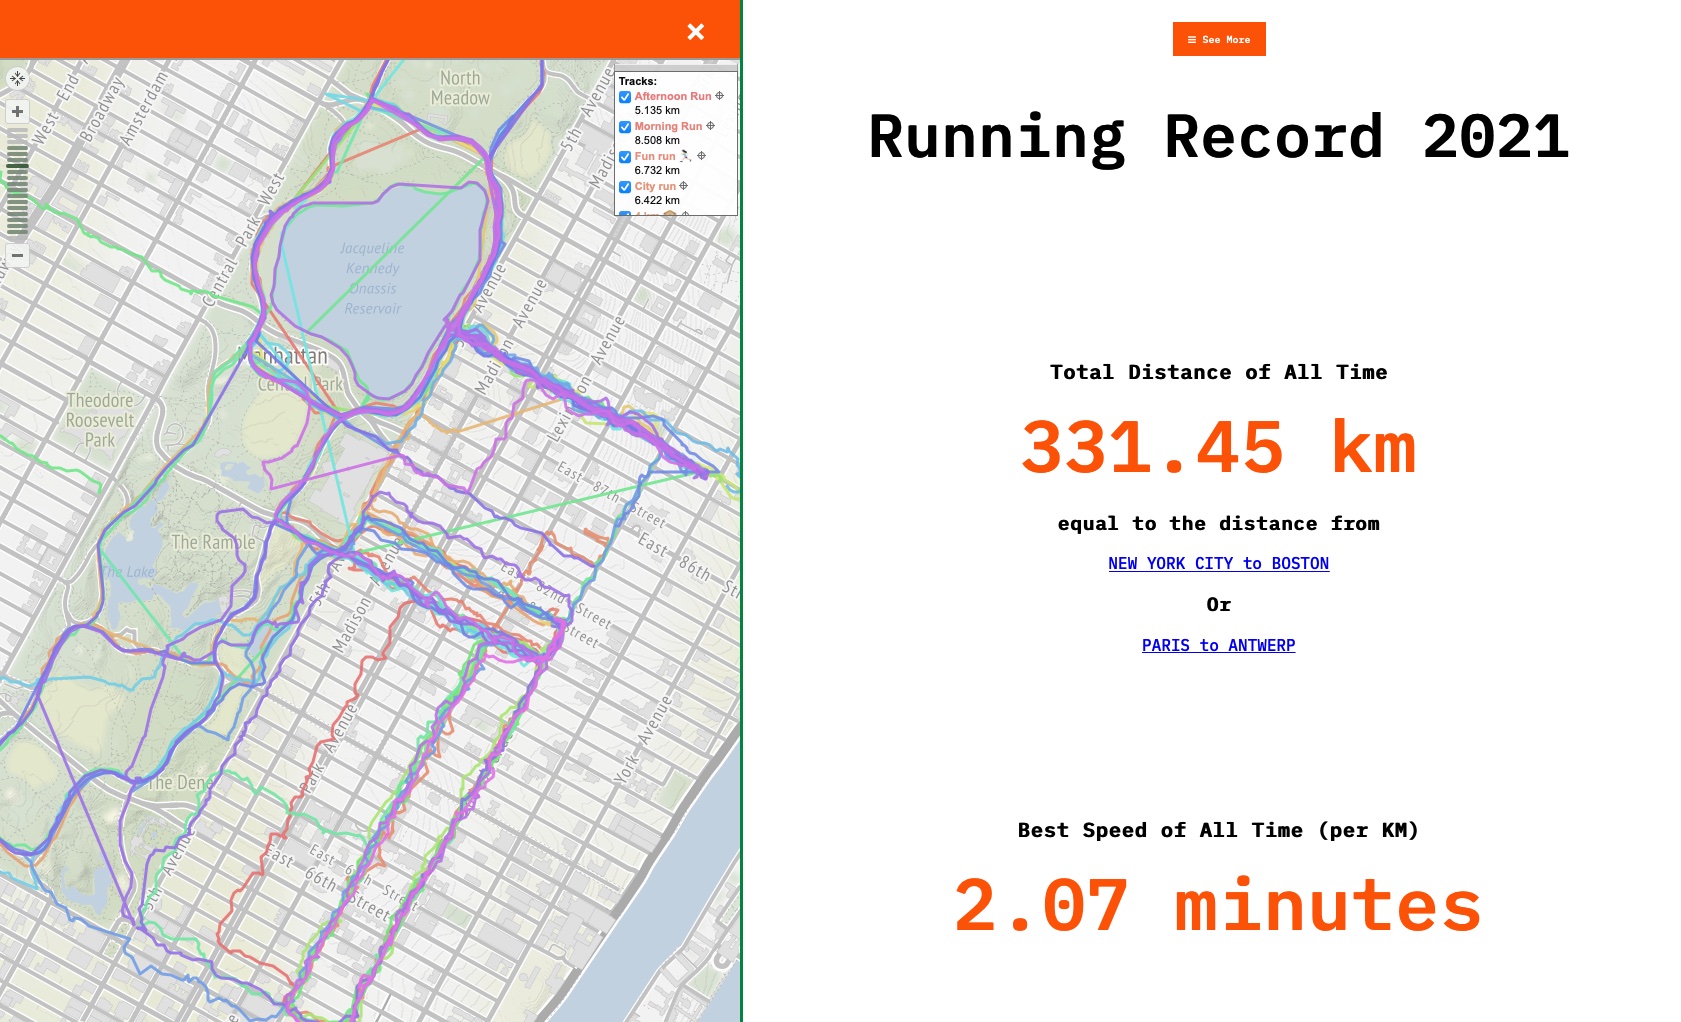 North
Meadow
West End
Broadway
Amsterdam
5th Avenue
Madis
Tracks:
Afternoon Run
5.135 km
Morning Run
8.508 km
Fun run
6.732 km
City run
6.422 km
Central Park West
Jacqueline
Kennedy
Onassis
Reservoir
Avenue
Avenue
Avenue
Manhattan
Central Park
Theodore
Roosevelt
Park
The Ramble
The Lake
East 87th Street
East 86th St
East 82nd Street
Street
5th Av
Avenue
Madison
Park Avenue
York Avenue
The Dene
5th Avenue
East 66th Street
East Street
See More
Running Record 2021
Total Distance of All Time
331.45 km
equal to the distance from
NEW YORK CITY to BOSTON
Or
PARIS to ANTWERP
Best Speed of All Time (per KM)
2.07 minutes